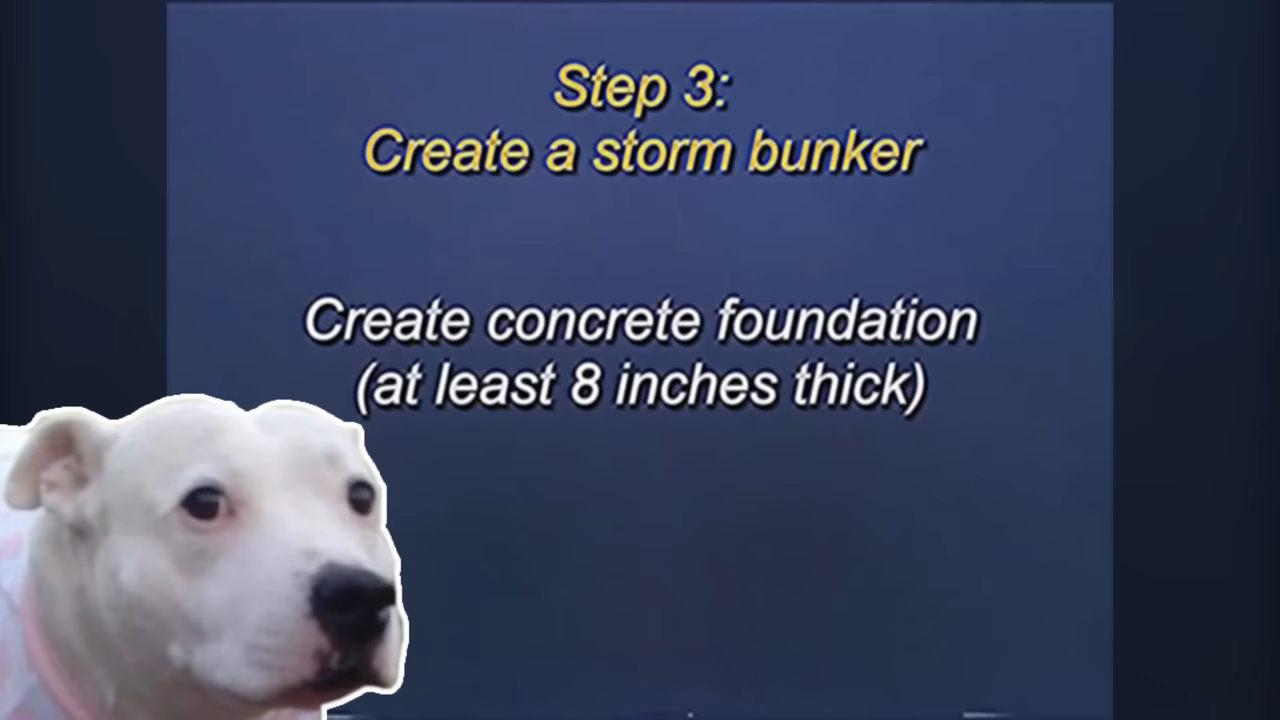 Step 3:
Create a storm bunker
Create concrete foundation
(at least 8 inches thick)